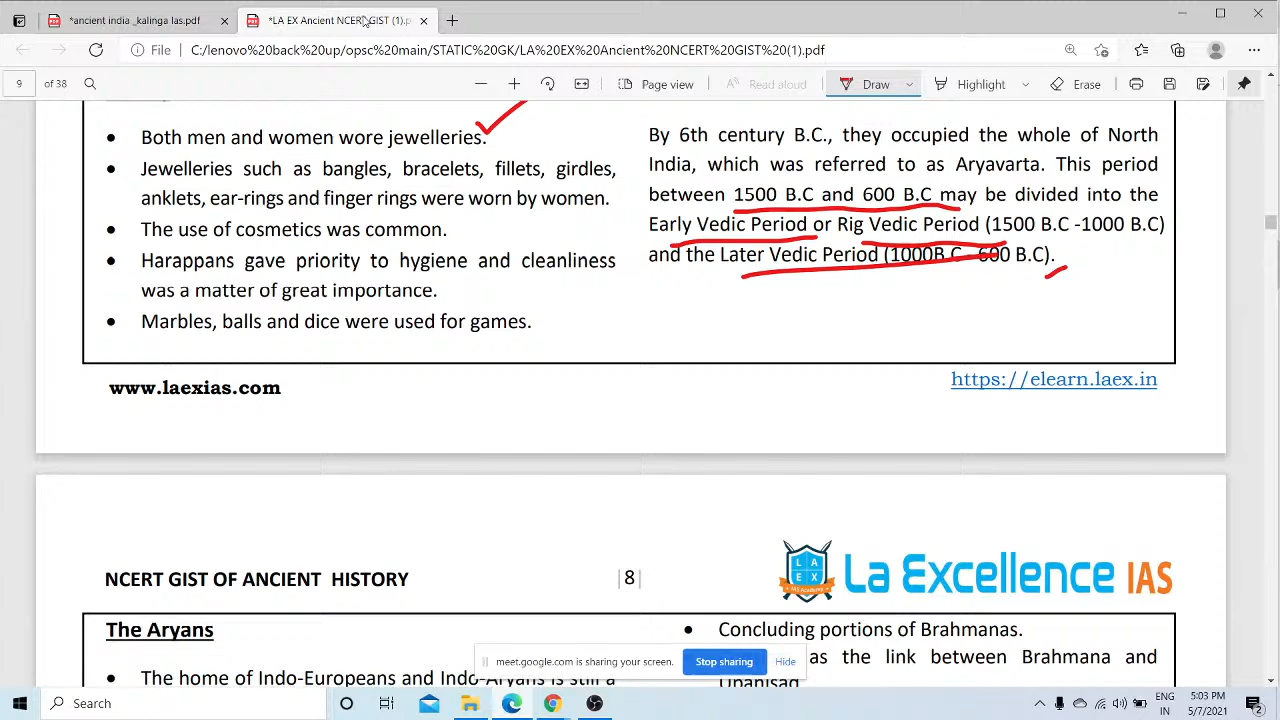 *ancient india _kalinga Ias.pdf
*LA EX Ancient NCERT GIST (1).p
File
C:/lenovo%20back%20up/opsc%20main/STATIC%20GK/LA%20EX%20Ancient%20NCERT%20GIST%20(1).pdf
9 of 38
Page view
Read aloud
Draw
Highlight
Erase
• Both men and women wore jewelleries.
• Jewelleries such as bangles, bracelets, fillets, girdles,
anklets, ear-rings and finger rings were worn by women.
• The use of cosmetics was common.
• Harappans gave priority to hygiene and cleanliness
was a matter of great importance.
• Marbles, balls and dice were used for games.
By 6th century B.C., they occupied the whole of North
India, which was referred to as Aryavarta. This period
between 1500 B.C and 600 B.C may be divided into the
Early Vedic Period or Rig Vedic Period (1500 B.C -1000 B.C)
and the Later Vedic Period (1000B.C - 600 B.C).
www.laexias.com
https://elearn.laex.in
NCERT GIST OF ANCIENT HISTORY
|8|
LA
EX
La Excellence IAS
The Aryans
• The home of Indo-Europeans and Indo-Aryans is still a
• Concluding portions of Brahmanas.
as the link between Brahmana and
Upanisad
meet.google.com is sharing your screen.
Stop sharing
Hide
Search
ENG
IN
5:03 PM
5/7/2021
2